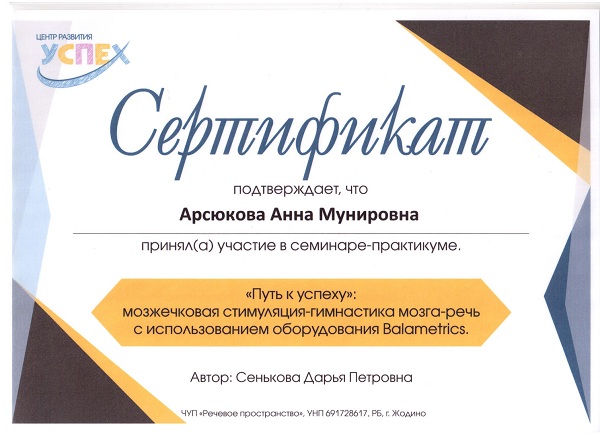 ЦЕНТР РАЗВИТИЯ
УСПЕХ
Сертификат
подтверждает, что
Арсюкова Анна Мунировна
принял(а) участие в семинаре-практикуме.
«Путь к успеху»:
мозжечковая стимуляция-гимнастика мозга-речь
с использованием оборудования Balametrics.
Автор: Сенькова Дарья Петровна
ЧУП «Речевое пространство», УНП 691728617, РБ, г. Жодино